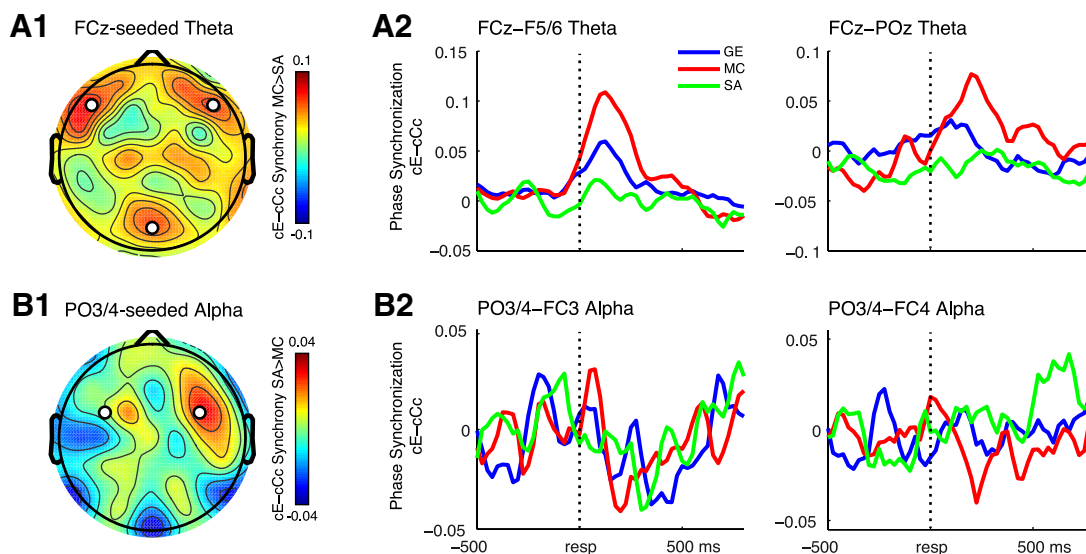 A1
FCz-seeded Theta
0.1
cE-cCc Synchrony MC>SA
-0.1
A2
FCz–F5/6 Theta
0.15
0.1
0.05
0
−0.05
Phase Synchronization
cE−cCc
GE
MC
SA
FCz–POz Theta
0.1
0.05
0
−0.1
B1
PO3/4-seeded Alpha
0.04
cE-cCc Synchrony SA>MC
-0.04
B2
PO3/4−FC3 Alpha
0.05
0
−0.05
Phase Synchronization
cE−cCc
−500
resp
500 ms
PO3/4−FC4 Alpha
0.05
0
−0.05
−500
resp
500 ms